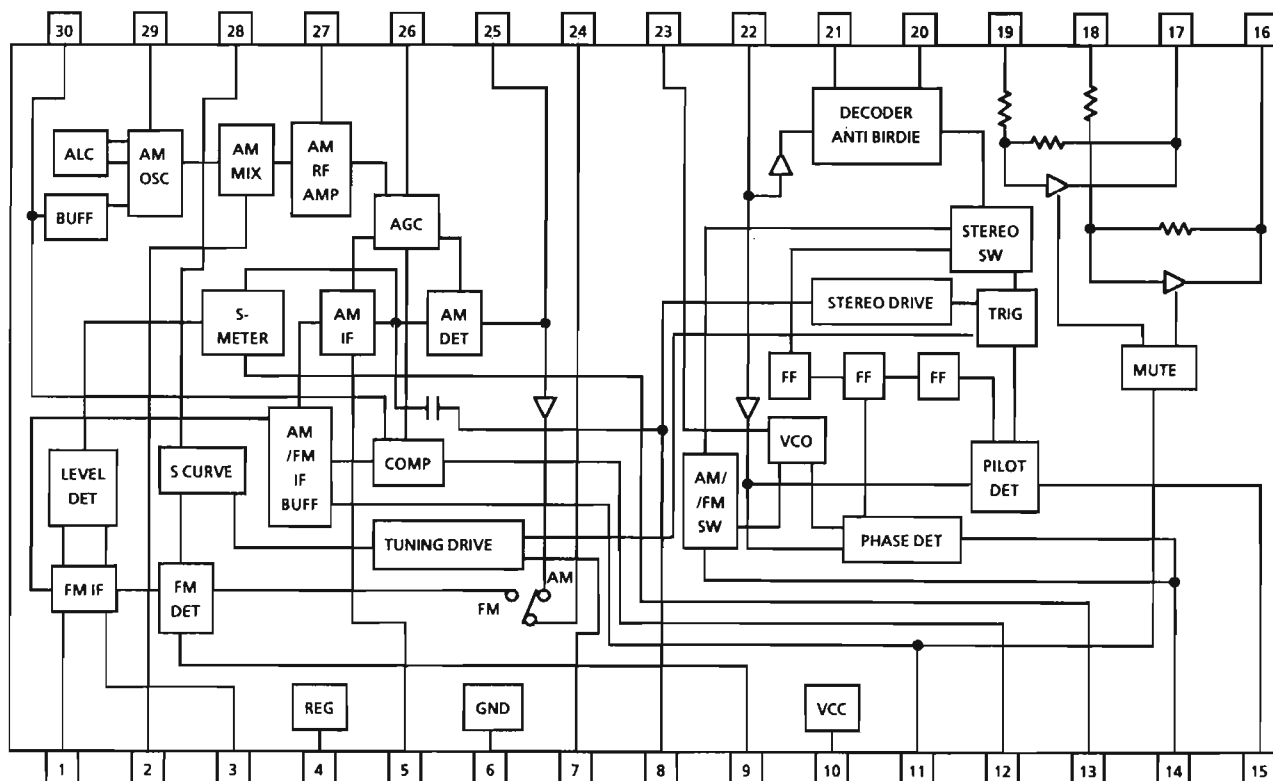 30 29 28 27 26 25 24 23 22 21 20 19 18 17 16
ALC
AM
OSC
AM
MIX
AM
RF
AMP
DECODER
ANTI BIRDIE
BUFF
AGC
STEREO
SW
S-
METER
AM
IF
AM
DET
STEREO DRIVE
TRIG
FF
FF
FF
MUTE
AM
/FM
IF
BUFF
COMP
VCO
LEVEL
DET
S CURVE
AM/
/FM
SW
PILOT
DET
TUNING DRIVE
PHASE DET
FM IF
FM
DET
FM
AM
REG
GND
VCC
1 2 3 4 5 6 7 8 9 10 11 12 13 14 15